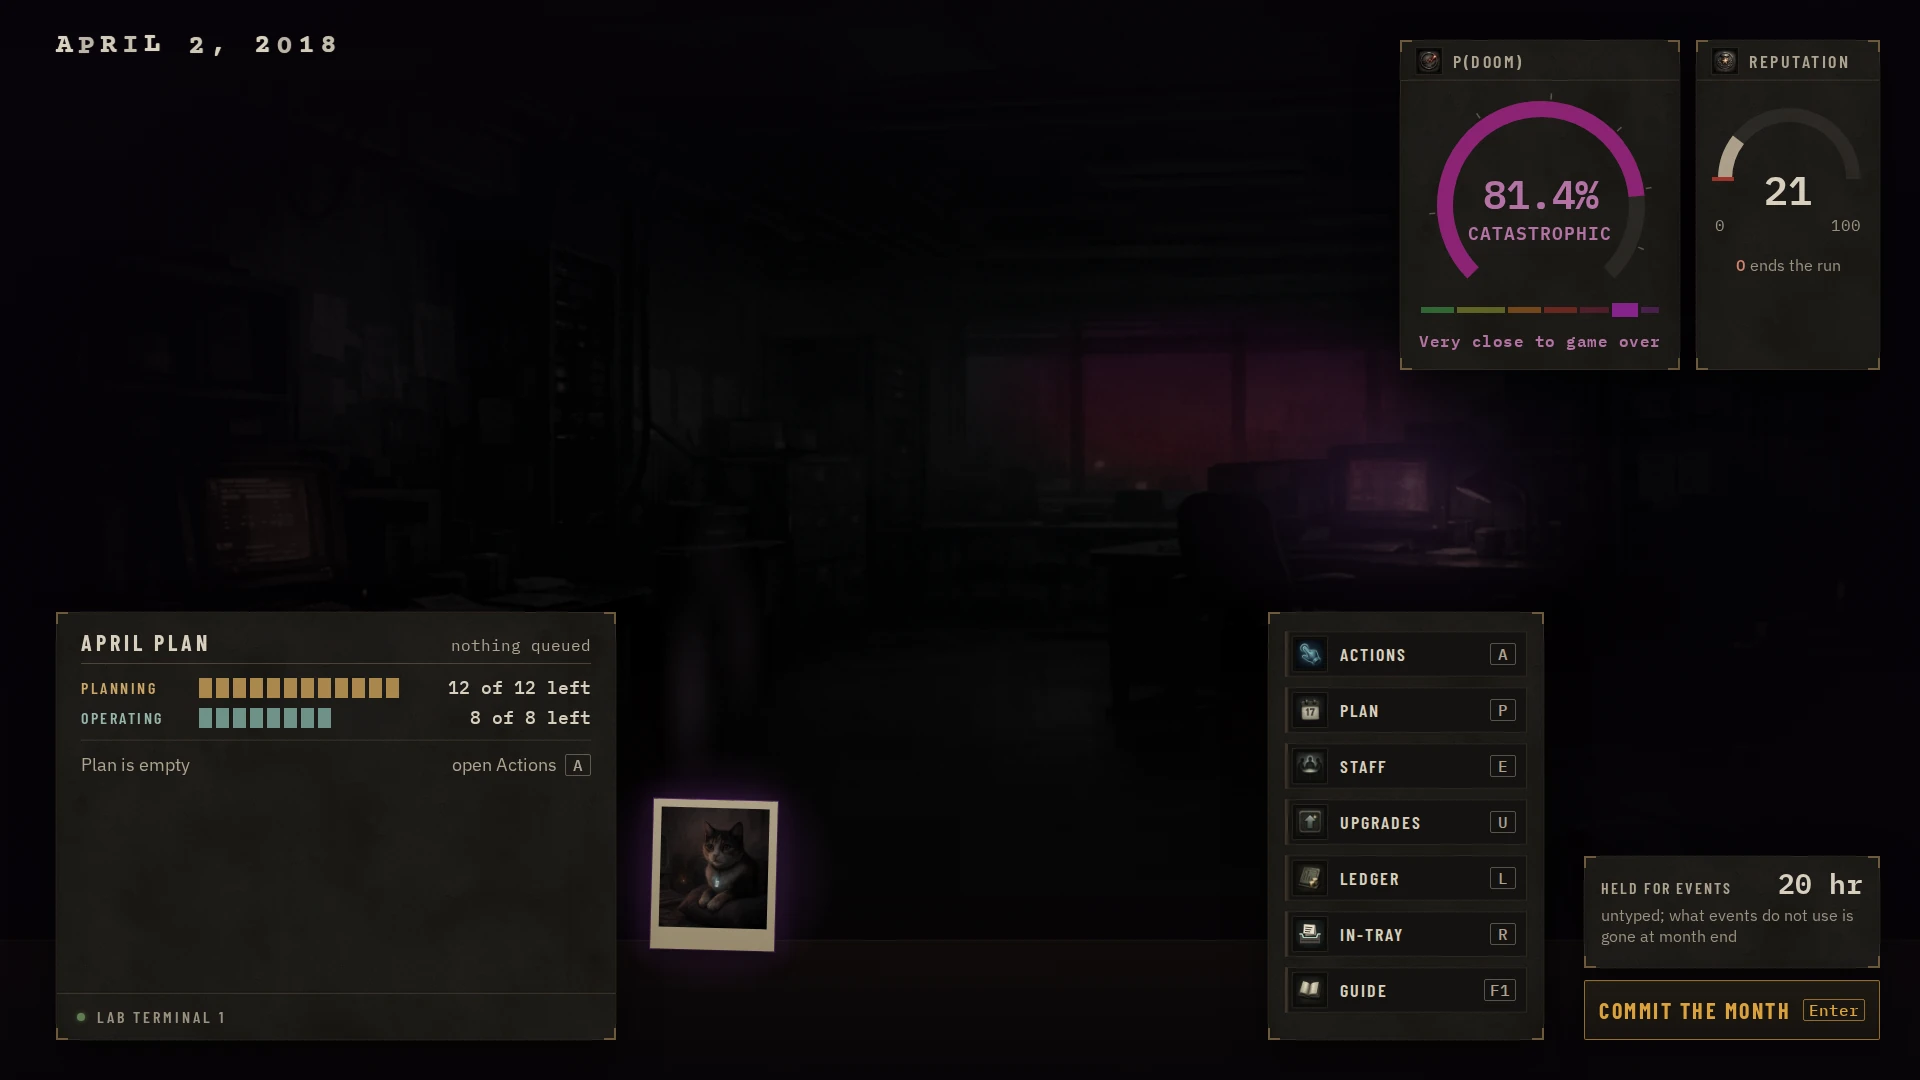 APRIL 2, 2018
P(DOOM)
81.4%
CATASTROPHIC
Very close to game over
REPUTATION
21
0 100
0 ends the run
APRIL PLAN nothing queued
PLANNING 12 of 12 left
OPERATING 8 of 8 left
Plan is empty open Actions A
LAB TERMINAL 1
ACTIONS A
17 PLAN P
STAFF E
UPGRADES U
LEDGER L
IN-TRAY R
GUIDE F1
HELD FOR EVENTS 20 hr
untyped; what events do not use is
gone at month end
COMMIT THE MONTH Enter